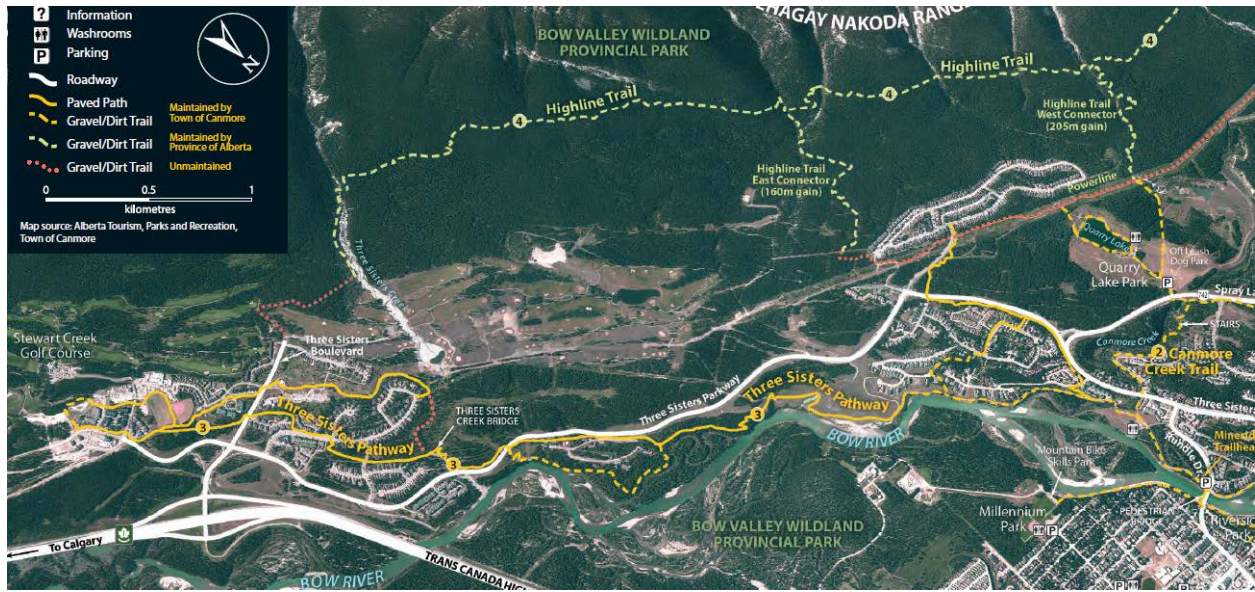 ?
Information
Washrooms
P
Parking
Roadway
Paved Path
Maintained by
Town of Canmore
Gravel/Dirt Trail
Gravel/Dirt Trail
Maintained by
Province of Alberta
Gravel/Dirt Trail
Unmaintained
0 0.5 1
kilometres
Map source: Alberta Tourism, Parks and Recreation,
Town of Canmore
N
NAKODA RANGE
BOW VALLEY WILDLAND
PROVINCIAL PARK
4
Highline Trail
4
Highline Trail
4
Highline Trail
West Connector
(205m gain)
Highline Trail
East Connector
(160m gain)
Powerline
Three Sisters Creek
Quarry Lake
Quarry
Lake Park
Off Leash
Dog Park
P
Stewart Creek
Golf Course
Three Sisters
Boulevard
STAIRS
Canmore Creek
2 Canmore
Creek Trail
Three Sisters Parkway
Three Sisters
Three Sisters Pathway
3
Three Sisters Pathway
3
THREE SISTERS
CREEK BRIDGE
3
BOW RIVER
Rundle Dr
Mountain Bike
Skills Park
P
Millennium
Park
P
PEDESTRIAN
BRIDGE
BOW VALLEY WILDLAND
PROVINCIAL PARK
To Calgary
BOW RIVER
P
P